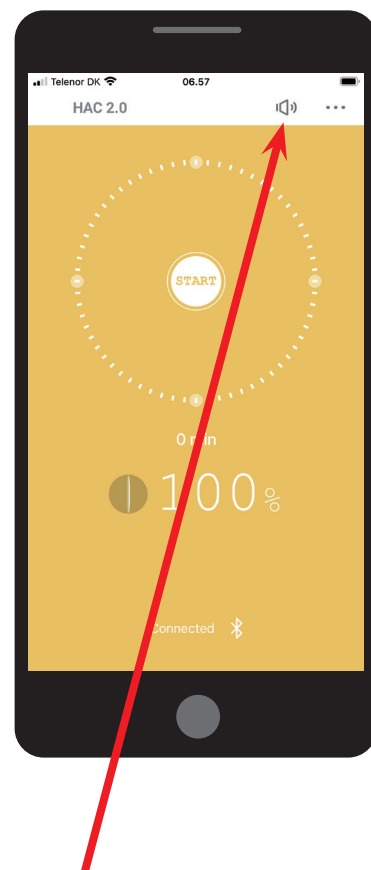 Telenor DK 06.57
HAC 2.0
START
0 min
100%
Connected